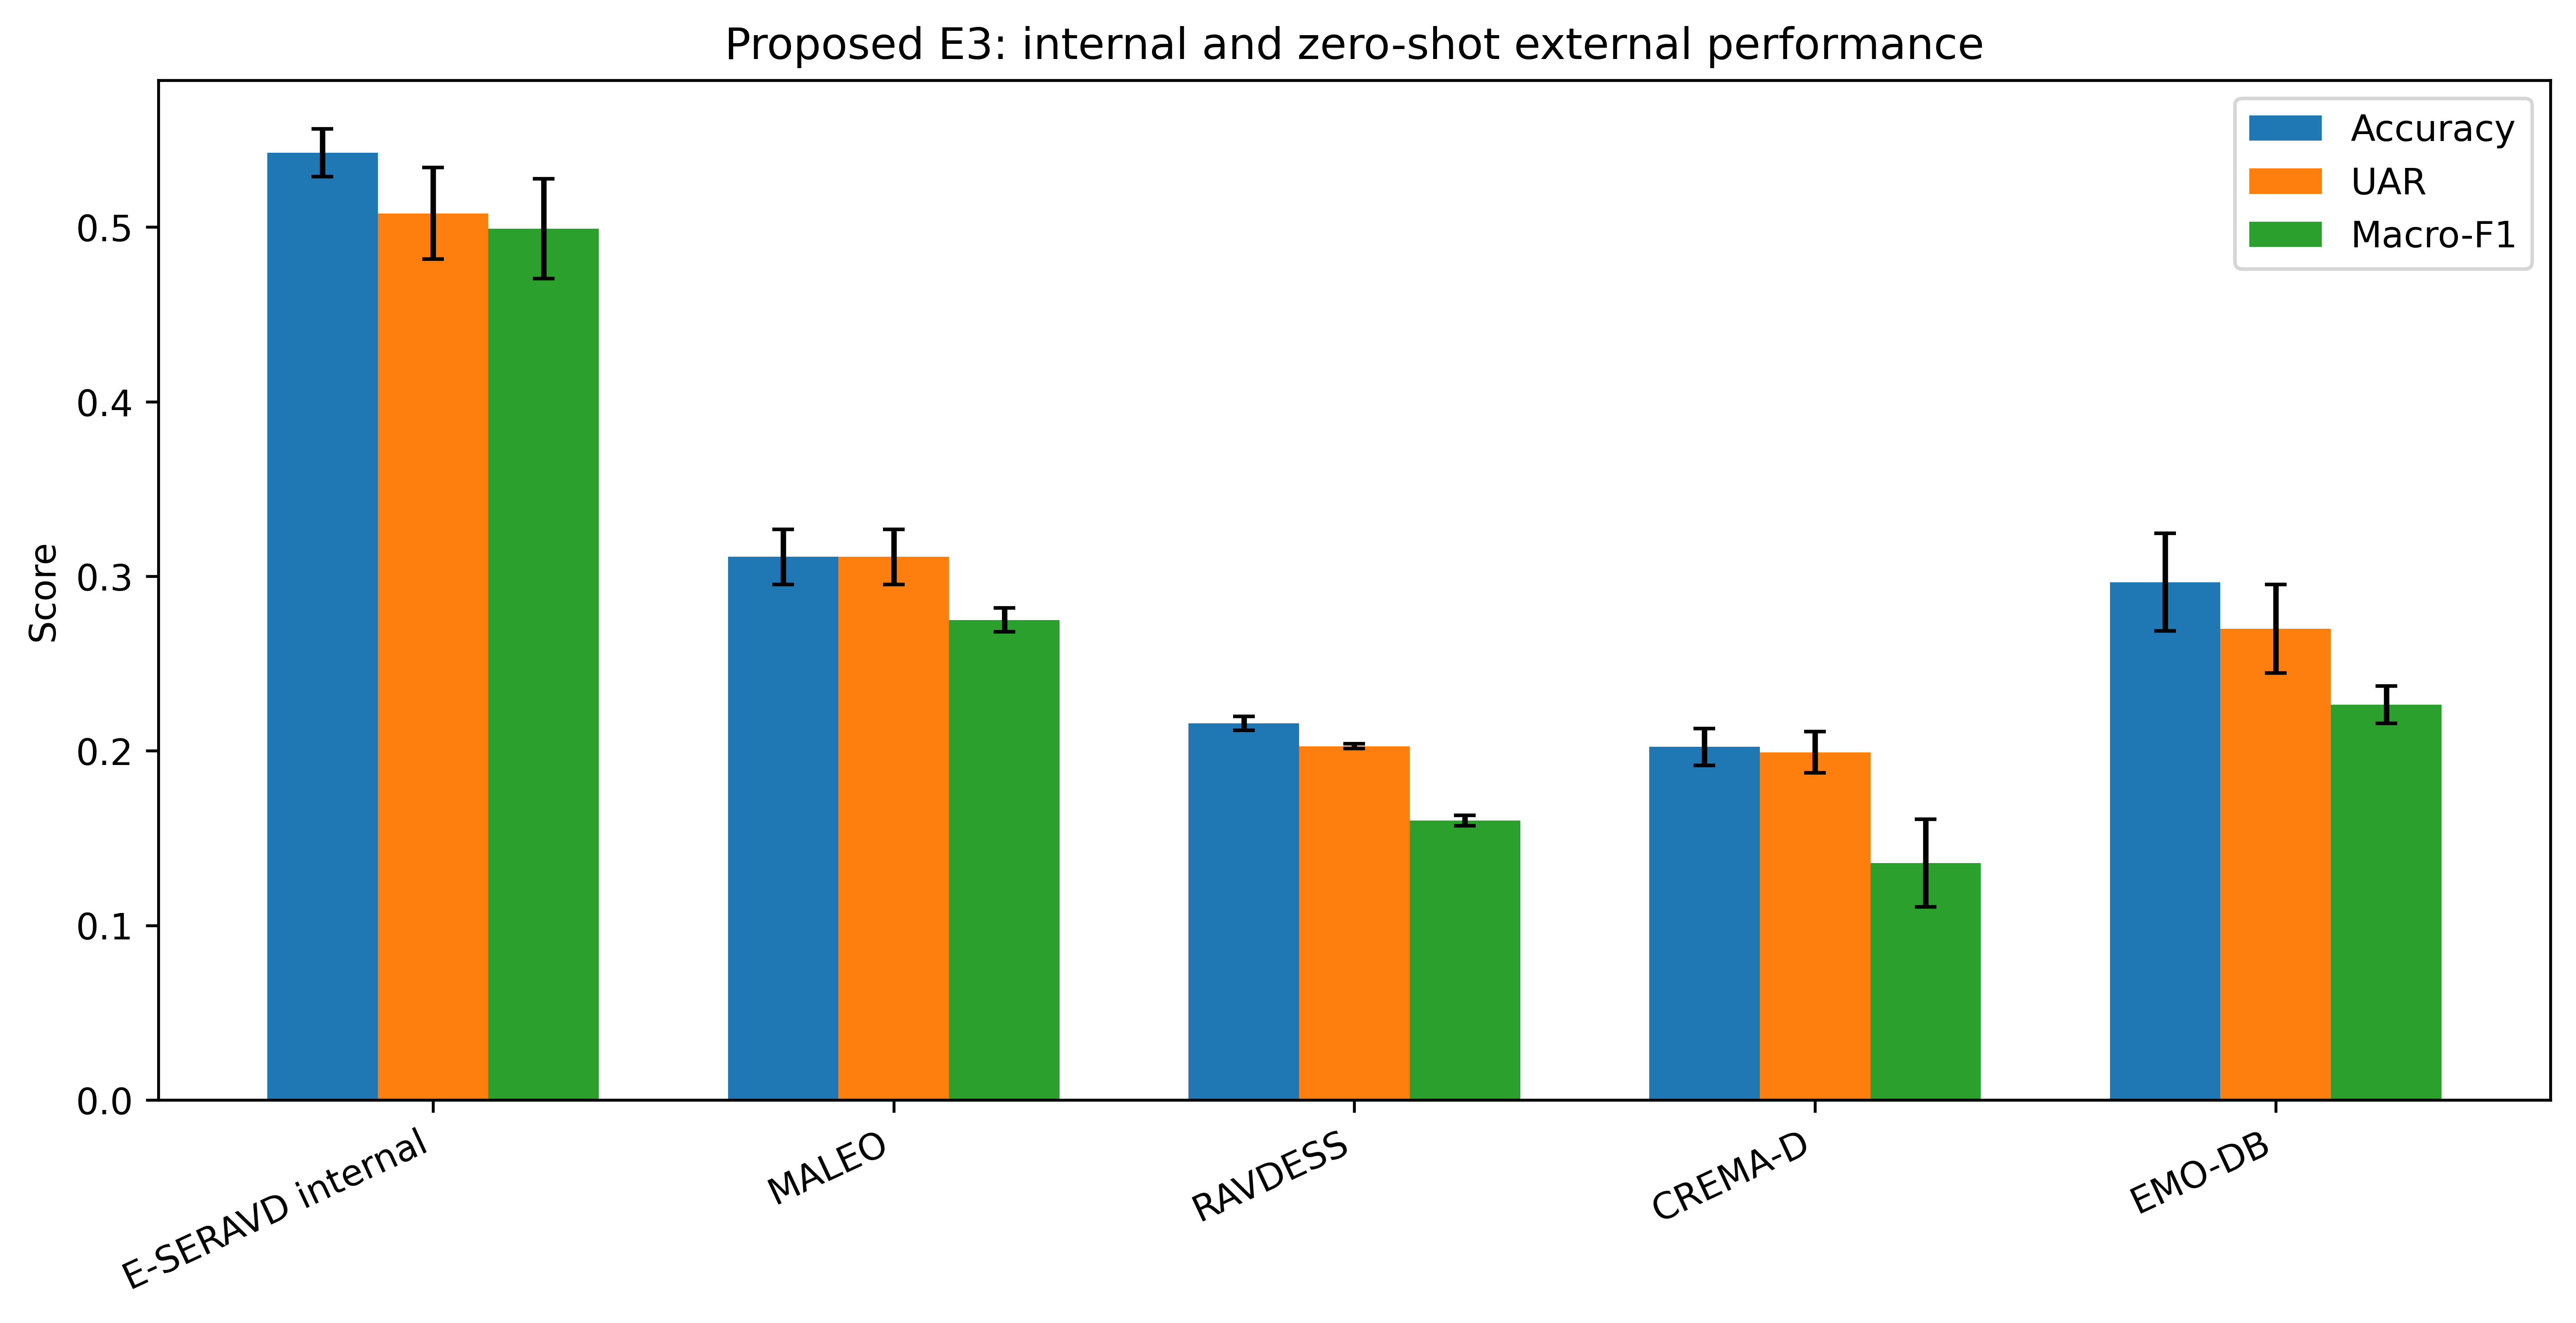 Proposed E3: internal and zero-shot external performance
Accuracy
UAR
Macro-F1
Score
0.5
0.4
0.3
0.2
0.1
0.0
E-SERAVD internal
MALEO
RAVDESS
CREMA-D
EMO-DB